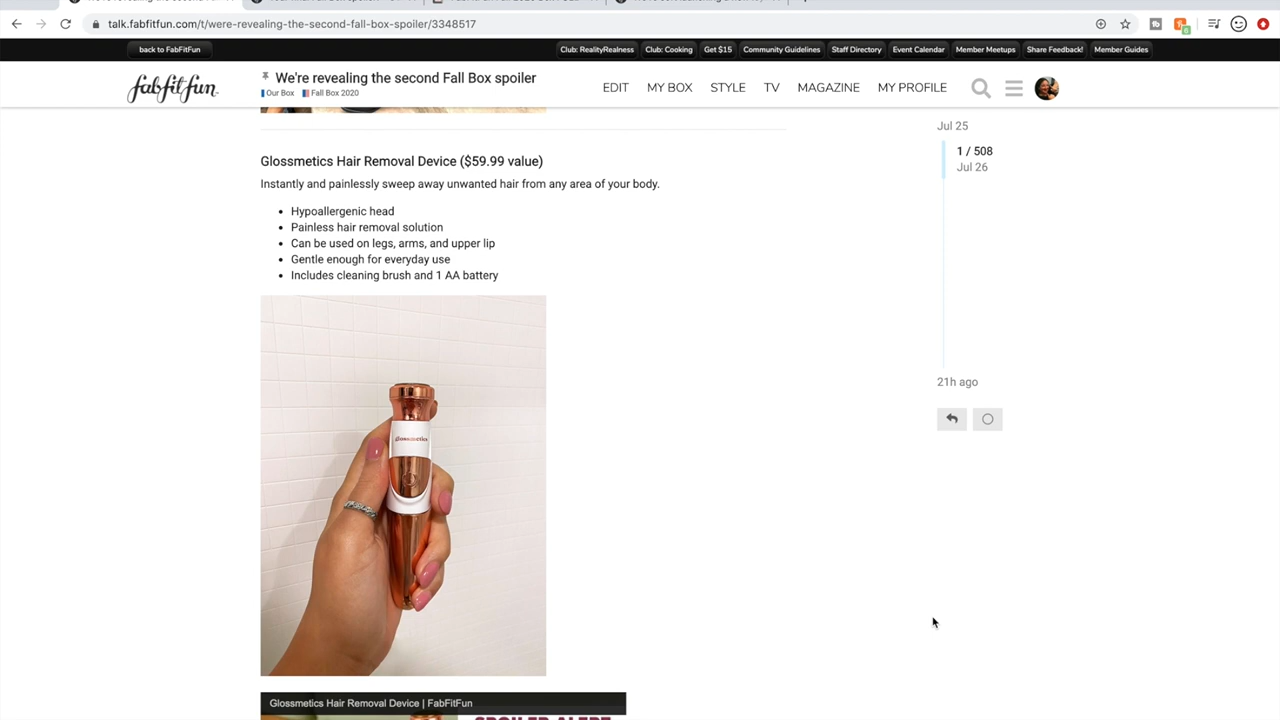 talk.fabfitfun.com/t/were-revealing-the-second-fall-box-spoiler/3348517
back to FabFitFun
Club: RealityRealness
Club: Cooking
Get $15
Community Guidelines
Staff Directory
Event Calendar
Member Meetups
Share Feedback!
Member Guides
fabfitfun.
We're revealing the second Fall Box spoiler
Our Box Fall Box 2020
EDIT
MY BOX
STYLE
TV
MAGAZINE
MY PROFILE
Jul 25
1 / 508
Jul 26
21h ago
Glossmetics Hair Removal Device ($59.99 value)
Instantly and painlessly sweep away unwanted hair from any area of your body.
• Hypoallergenic head
• Painless hair removal solution
• Can be used on legs, arms, and upper lip
• Gentle enough for everyday use
• Includes cleaning brush and 1 AA battery
glossmetics
Glossmetics Hair Removal Device | FabFitFun
SPOILER ALERT